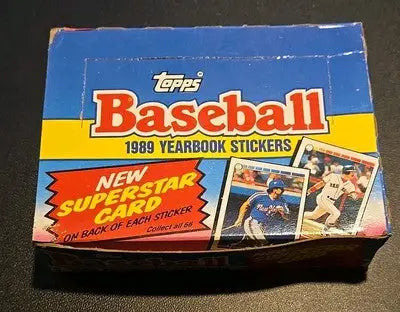 Topps
Baseball
1989 YEARBOOK STICKERS
NEW
SUPERSTAR
CARD
ON BACK OF EACH STICKER
Collect all 66